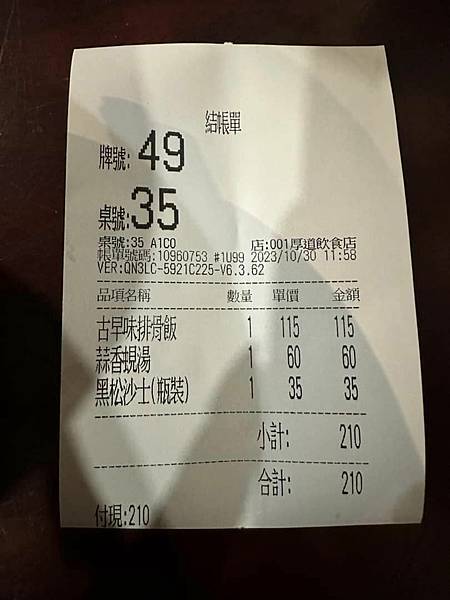 結帳單
牌號: 49
桌號: 35
桌號:35 A1C0 店:001厚道飲食店
帳單號碼:10960753 #1U99 2023/10/30 11:58
VER:QN3LC-5921C225-V6.3.62
品項名稱 數量 單價 金額
古早味排骨飯 1 115 115
蒜香蜆湯 1 60 60
黑松沙士(瓶裝) 1 35 35
小計: 210
合計: 210
付現:210